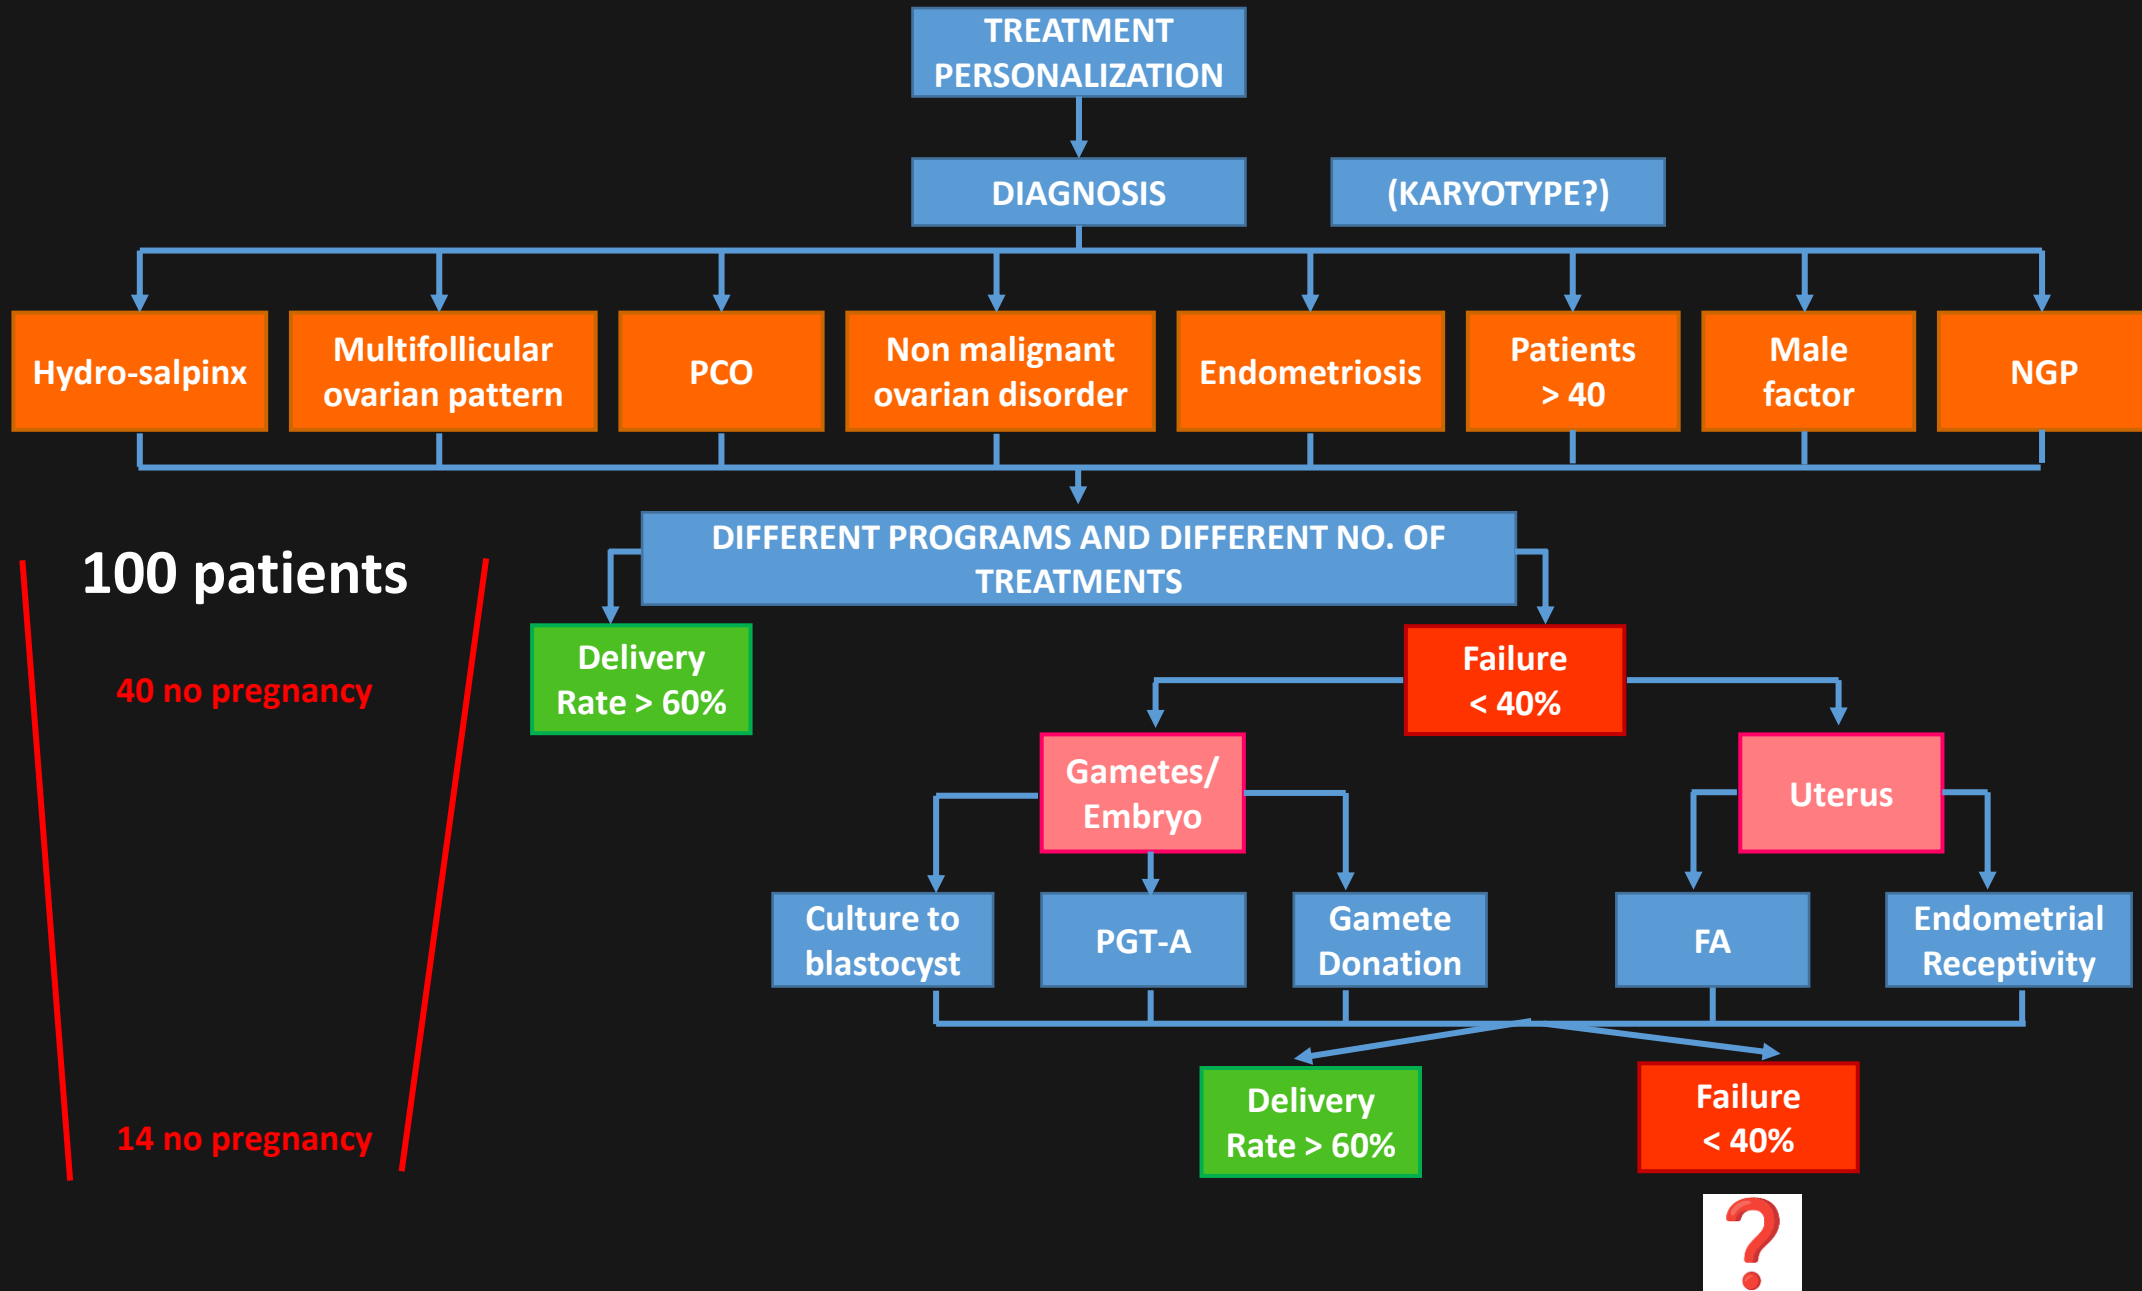 TREATMENT
PERSONALIZATION
DIAGNOSIS
(KARYOTYPE?)
Hydro-salpinx
Multifollicular
ovarian pattern
PCO
Non malignant
ovarian disorder
Endometriosis
Patients
> 40
Male
factor
NGP
DIFFERENT PROGRAMS AND DIFFERENT NO. OF
TREATMENTS
100 patients
40 no pregnancy
14 no pregnancy
Delivery
Rate > 60%
Failure
< 40%
Gametes/
Embryo
Uterus
Culture to
blastocyst
PGT-A
Gamete
Donation
FA
Endometrial
Receptivity
Delivery
Rate > 60%
Failure
< 40%
❓